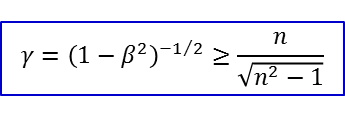 γ = (1 − β²)^{−1/2} ≥ n / √(n² − 1)